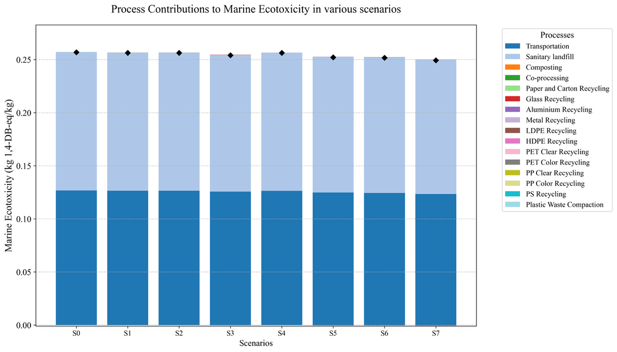 Process Contributions to Marine Ecotoxicity in various scenarios
Marine Ecotoxicity (kg 1,4-DB-eq/kg)
0.25
0.20
0.15
0.10
0.05
0.00
S0 S1 S2 S3 S4 S5 S6 S7
Scenarios
Processes
Transportation
Sanitary landfill
Composting
Co-processing
Paper and Carton Recycling
Glass Recycling
Aluminium Recycling
Metal Recycling
LDPE Recycling
HDPE Recycling
PET Clear Recycling
PET Color Recycling
PP Clear Recycling
PP Color Recycling
PS Recycling
Plastic Waste Compaction